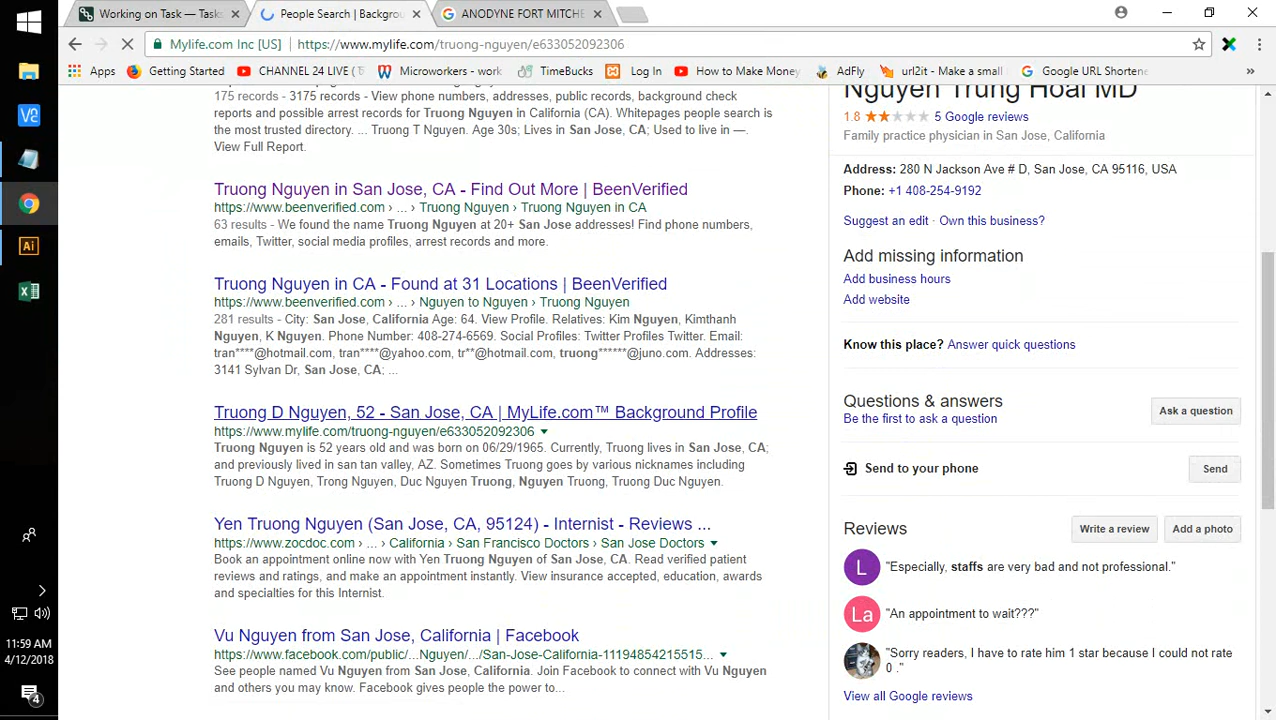 Working on Task — Tasks
People Search | Backgrou
ANODYNE FORT MITCHE
Mylife.com Inc [US]
https://www.mylife.com/truong-nguyen/e633052092306
Apps
Getting Started
CHANNEL 24 LIVE ( T
Microworkers - work
TimeBucks
Log In
How to Make Money
AdFly
url2it - Make a small
Google URL Shortene
175 records - 3175 records - View phone numbers, addresses, public records, background check
reports and possible arrest records for Truong Nguyen in California (CA). Whitepages people search is
the most trusted directory. ... Truong T Nguyen. Age 30s; Lives in San Jose, CA; Used to live in —.
View Full Report.
Truong Nguyen in San Jose, CA - Find Out More | BeenVerified
https://www.beenverified.com › ... › Truong Nguyen › Truong Nguyen in CA
63 results - We found the name Truong Nguyen at 20+ San Jose addresses! Find phone numbers,
emails, Twitter, social media profiles, arrest records and more.
Truong Nguyen in CA - Found at 31 Locations | BeenVerified
https://www.beenverified.com › ... › Nguyen to Nguyen › Truong Nguyen
281 results - City: San Jose, California Age: 64. View Profile. Relatives: Kim Nguyen, Kimthanh
Nguyen, K Nguyen. Phone Number: 408-274-6569. Social Profiles: Twitter Profiles Twitter. Email:
tran****@hotmail.com, tran****@yahoo.com, tr**@hotmail.com, truong******@juno.com. Addresses:
3141 Sylvan Dr, San Jose, CA; ...
Truong D Nguyen, 52 - San Jose, CA | MyLife.com™ Background Profile
https://www.mylife.com/truong-nguyen/e633052092306
Truong Nguyen is 52 years old and was born on 06/29/1965. Currently, Truong lives in San Jose, CA;
and previously lived in san tan valley, AZ. Sometimes Truong goes by various nicknames including
Truong D Nguyen, Trong Nguyen, Duc Nguyen Truong, Nguyen Truong, Truong Duc Nguyen.
Yen Truong Nguyen (San Jose, CA, 95124) - Internist - Reviews ...
https://www.zocdoc.com › ... › California › San Francisco Doctors › San Jose Doctors
Book an appointment online now with Yen Truong Nguyen of San Jose, CA. Read verified patient
reviews and ratings, and make an appointment instantly. View insurance accepted, education, awards
and specialties for this Internist.
Vu Nguyen from San Jose, California | Facebook
https://www.facebook.com/public/...Nguyen/.../San-Jose-California-11194854215515...
See people named Vu Nguyen from San Jose, California. Join Facebook to connect with Vu Nguyen
and others you may know. Facebook gives people the power to...
Nguyen Trung Hoai MD
1.8 5 Google reviews
Family practice physician in San Jose, California
Address: 280 N Jackson Ave # D, San Jose, CA 95116, USA
Phone: +1 408-254-9192
Suggest an edit · Own this business?
Add missing information
Add business hours
Add website
Know this place? Answer quick questions
Questions & answers
Be the first to ask a question
Ask a question
Send to your phone
Send
Reviews
Write a review
Add a photo
L
"Especially, staffs are very bad and not professional."
La
"An appointment to wait???"
"Sorry readers, I have to rate him 1 star because I could not rate
0 ."
View all Google reviews
11:59 AM
4/12/2018
4